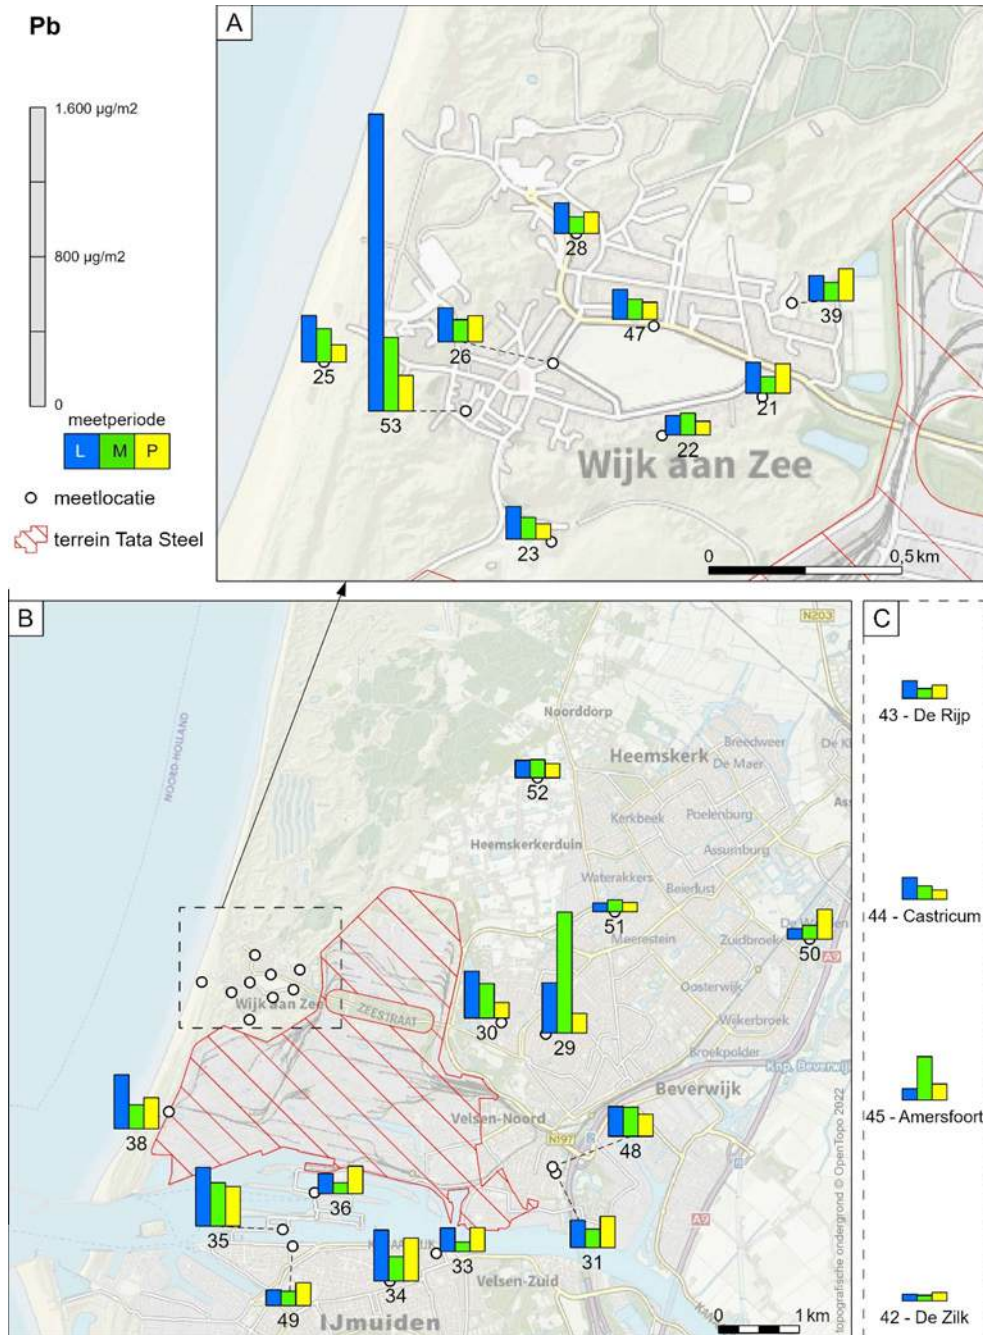 Pb
1.600 µg/m2
800 µg/m2
0
meetperiode
L M P
meetlocatie
terrein Tata Steel
A
28
39
47
26
25
53
21
22
Wijk aan Zee
23
0 0,5 km
B
N203
NOORD-HOLLAND
Noorddorp
Heemskerk
Breedweer
De Maer
52
Kerkbeek
Poelenburg
Heemskerkerduin
Assumburg
Waterakkers
Beierlust
51
Meerestein
Zuidbroek
50
A9
Wijk aan Zee
ZEESTRAAT
Oosterwijk
30
29
Wijkerbroek
Broekpolder
Knp. Beverwijk
Beverwijk
38
Velsen-Noord
N197
48
36
35
A9
31
33
34
Velsen-Zuid
49
IJmuiden
0 1 km
topografische ondergrond © OpenTopo 2022
C
43 - De Rijp
44 - Castricum
45 - Amersfoort
42 - De Zilk